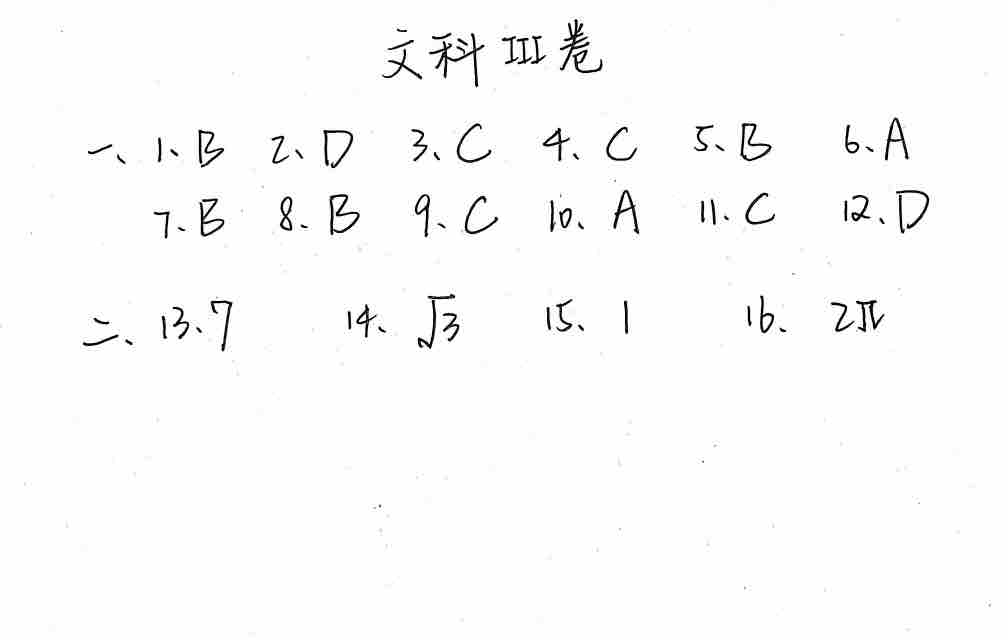 文科III卷
一、1、B 2、D 3、C 4、C 5、B 6、A
7、B 8、B 9、C 10、A 11、C 12、D
二、13、7 14、√3 15、1 16、2π